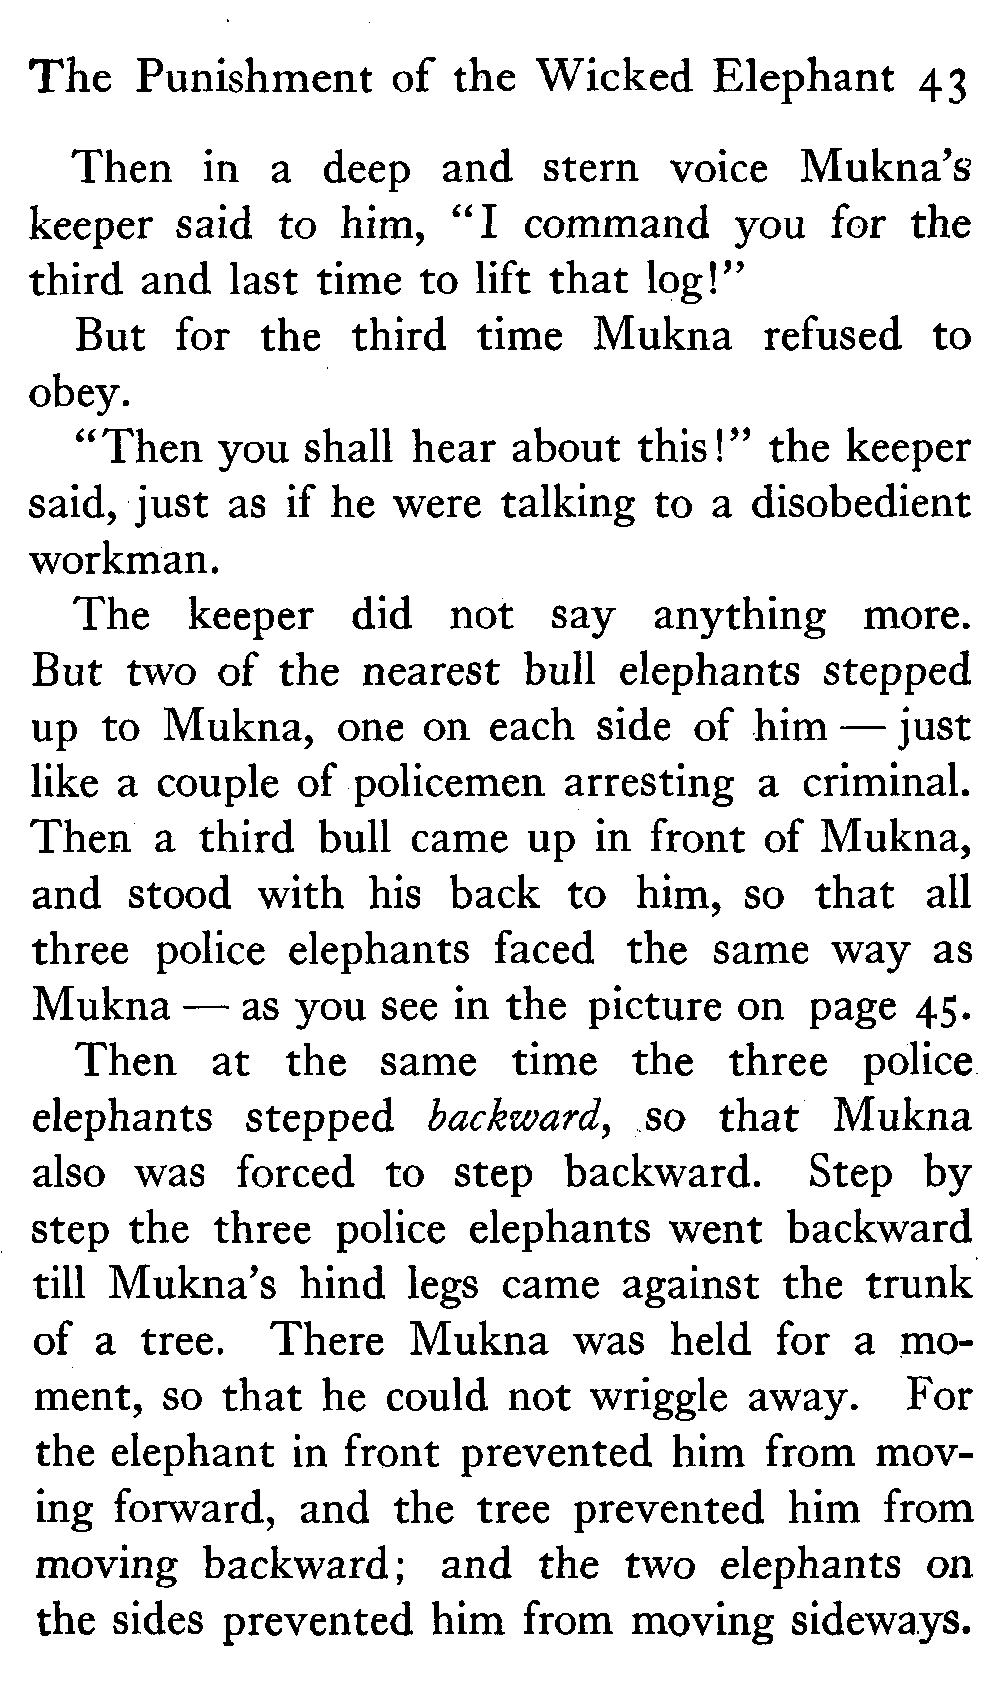 The Punishment of the Wicked Elephant 43
Then in a deep and stern voice Mukna's
keeper said to him, "I command you for the
third and last time to lift that log!"
But for the third time Mukna refused to
obey.
"Then you shall hear about this!" the keeper
said, just as if he were talking to a disobedient
workman.
The keeper did not say anything more.
But two of the nearest bull elephants stepped
up to Mukna, one on each side of him — just
like a couple of policemen arresting a criminal.
Then a third bull came up in front of Mukna,
and stood with his back to him, so that all
three police elephants faced the same way as
Mukna — as you see in the picture on page 45.
Then at the same time the three police
elephants stepped backward, so that Mukna
also was forced to step backward. Step by
step the three police elephants went backward
till Mukna's hind legs came against the trunk
of a tree. There Mukna was held for a mo-
ment, so that he could not wriggle away. For
the elephant in front prevented him from mov-
ing forward, and the tree prevented him from
moving backward; and the two elephants on
the sides prevented him from moving sideways.